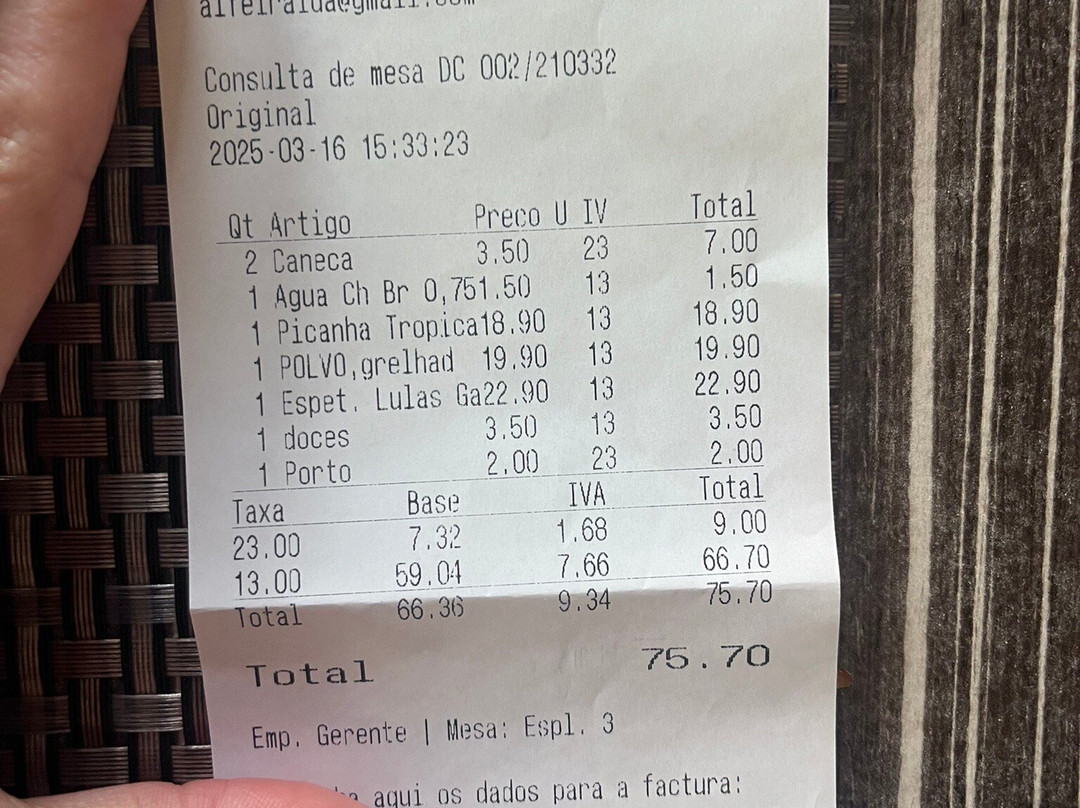 Consulta de mesa DC 002/210332
Original
2025-03-16 15:33:23
Qt Artigo Preco U IV Total
2 Caneca 3.50 23 7.00
1 Agua Ch Br 0,751.50 13 1.50
1 Picanha Tropica18.90 13 18.90
1 POLVO,grelhad 19.90 13 19.90
1 Espet. Lulas Ga22.90 13 22.90
1 doces 3.50 13 3.50
1 Porto 2.00 23 2.00
Taxa Base IVA Total
23.00 7.32 1.68 9.00
13.00 59.04 7.66 66.70
Total 66.36 9.34 75.70
Total 75.70
Emp. Gerente | Mesa: Espl. 3
aqui os dados para a factura: